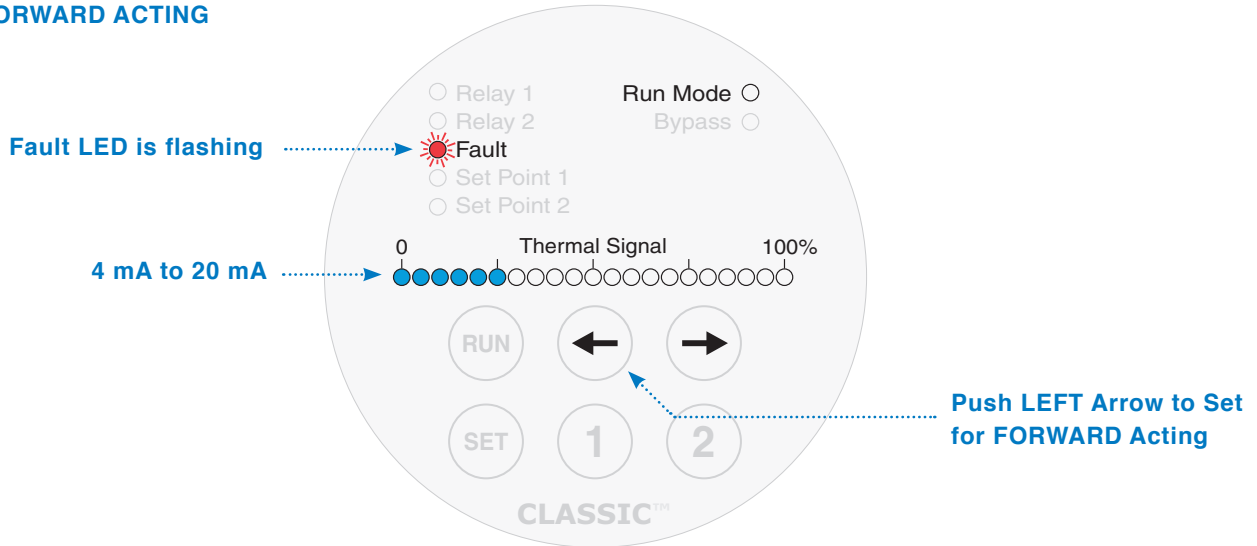 ORWARD ACTING
Relay 1
Run Mode
Relay 2
Bypass
Fault LED is flashing
Fault
Set Point 1
Set Point 2
0
Thermal Signal
100%
4 mA to 20 mA
RUN
Push LEFT Arrow to Set
for FORWARD Acting
SET
1
2
CLASSIC™